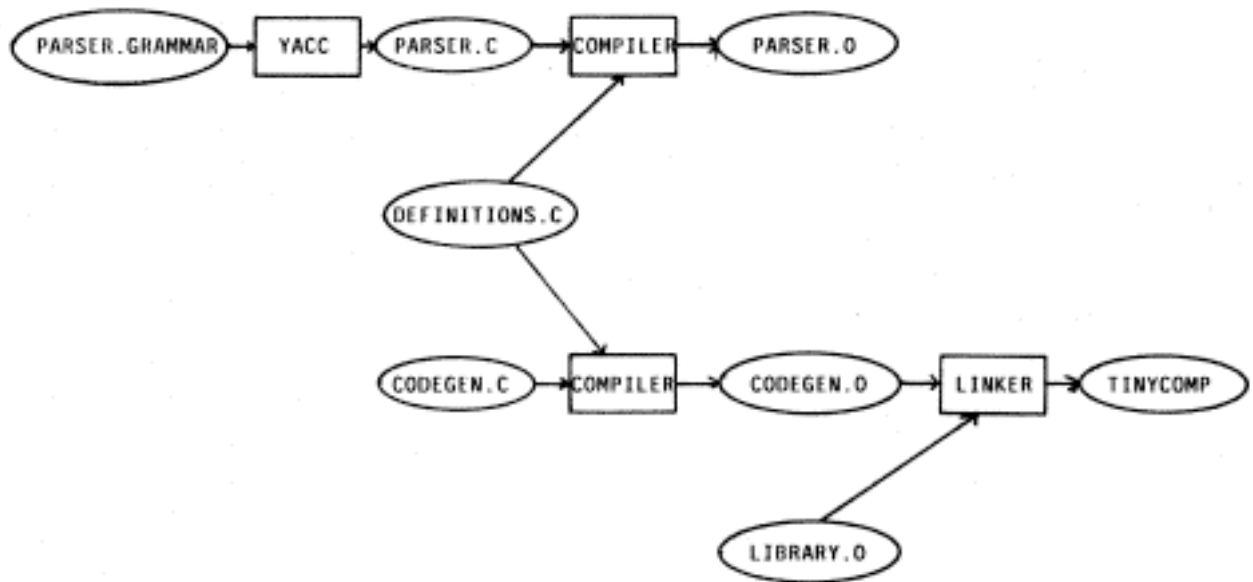 PARSER.GRAMMAR YACC PARSER.C COMPILER PARSER.O
DEFINITIONS.C
CODEGEN.C COMPILER CODEGEN.O LINKER TINYCOMP
LIBRARY.O